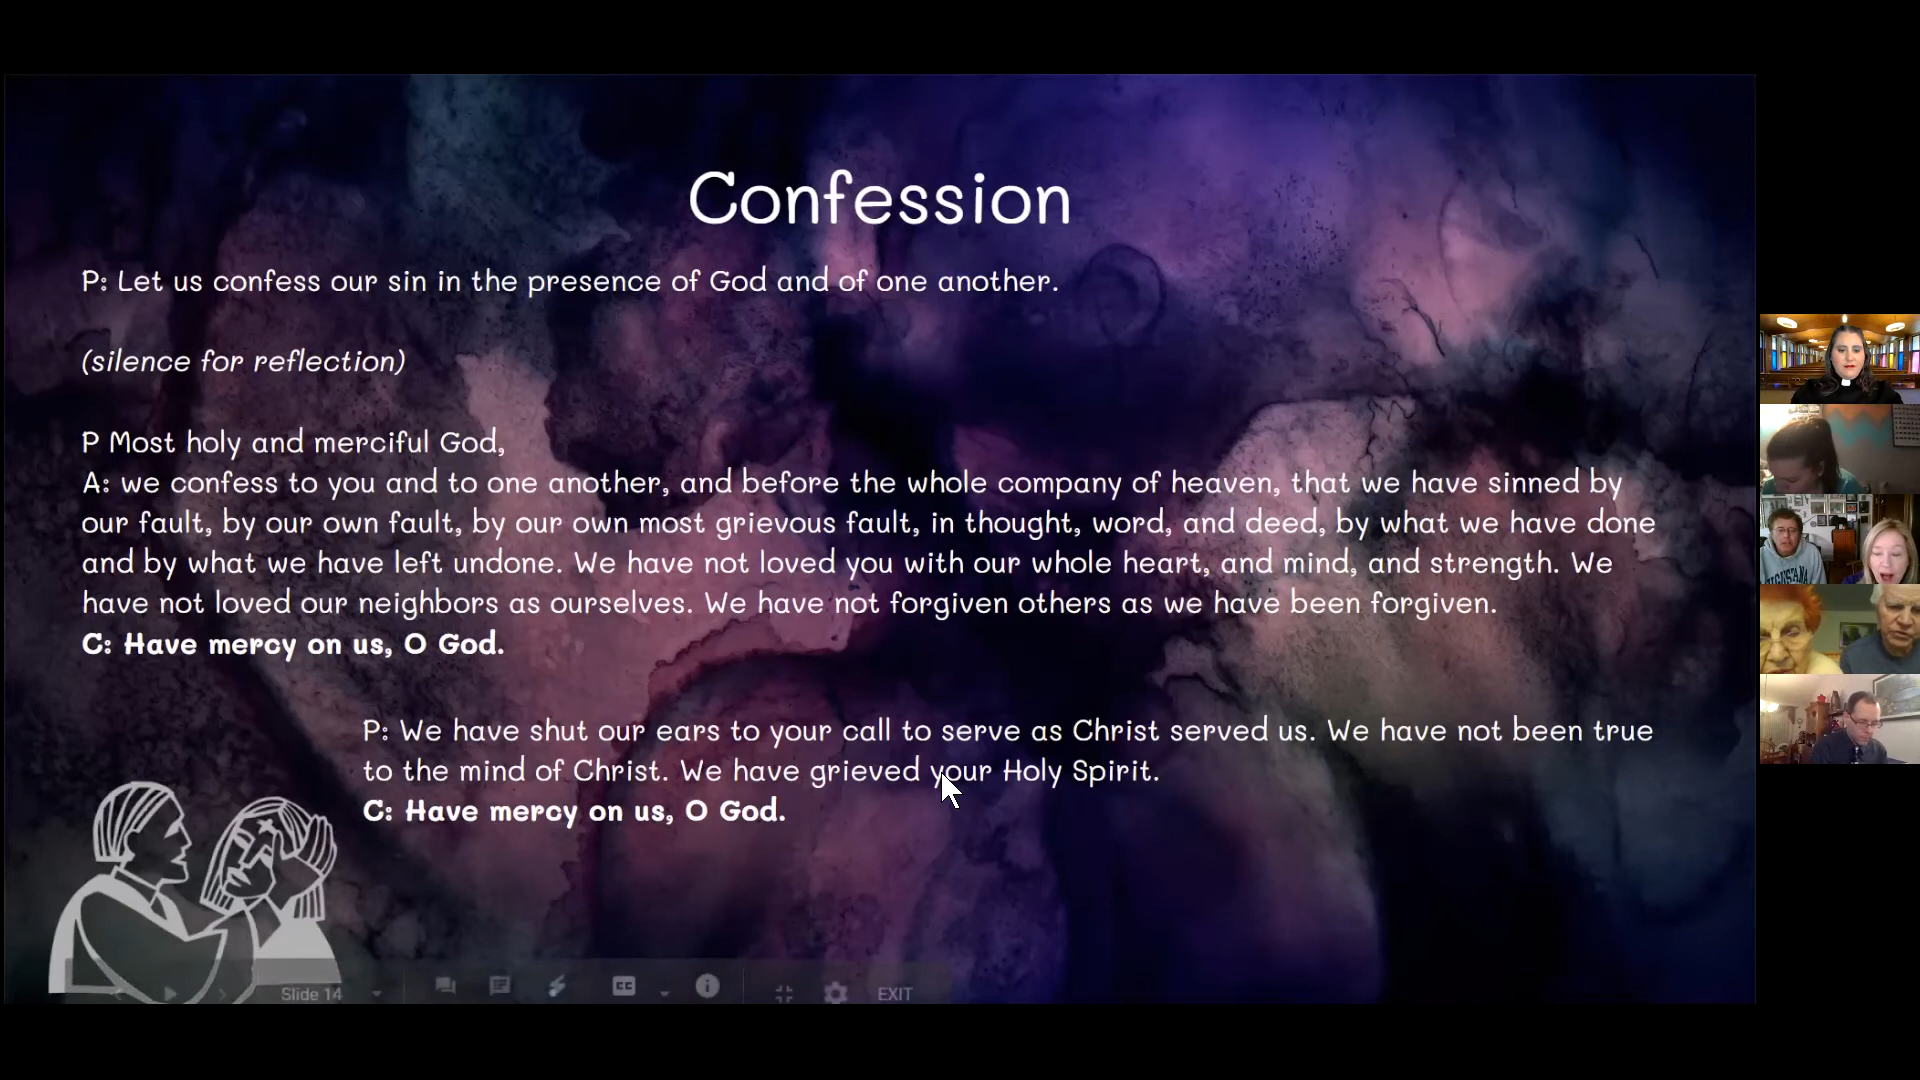 Confession
P: Let us confess our sin in the presence of God and of one another.
(silence for reflection)
P Most holy and merciful God,
A: we confess to you and to one another, and before the whole company of heaven, that we have sinned by
our fault, by our own fault, by our own most grievous fault, in thought, word, and deed, by what we have done
and by what we have left undone. We have not loved you with our whole heart, and mind, and strength. We
have not loved our neighbors as ourselves. We have not forgiven others as we have been forgiven.
C: Have mercy on us, O God.
P: We have shut our ears to your call to serve as Christ served us. We have not been true
to the mind of Christ. We have grieved your Holy Spirit.
C: Have mercy on us, O God.
Slide 14
CC
EXIT